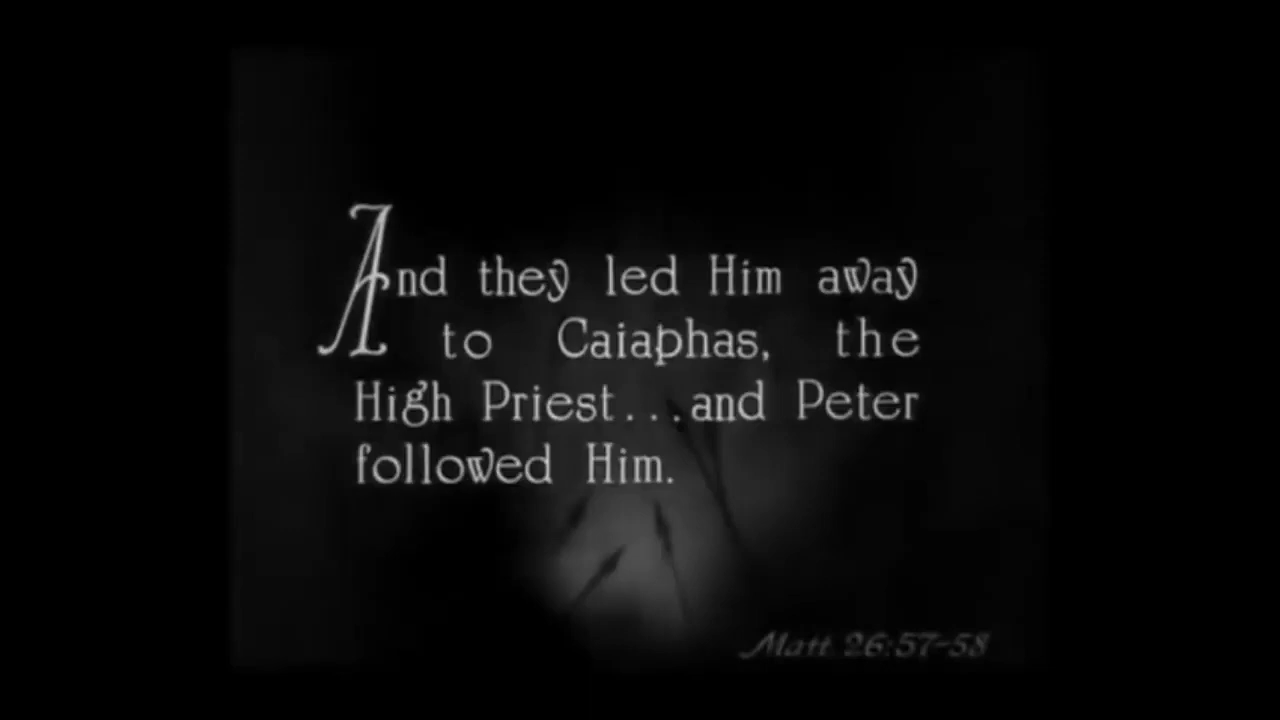 And they led Him away
to Caiaphas, the
High Priest...and Peter
followed Him.
Matt. 26:57-58